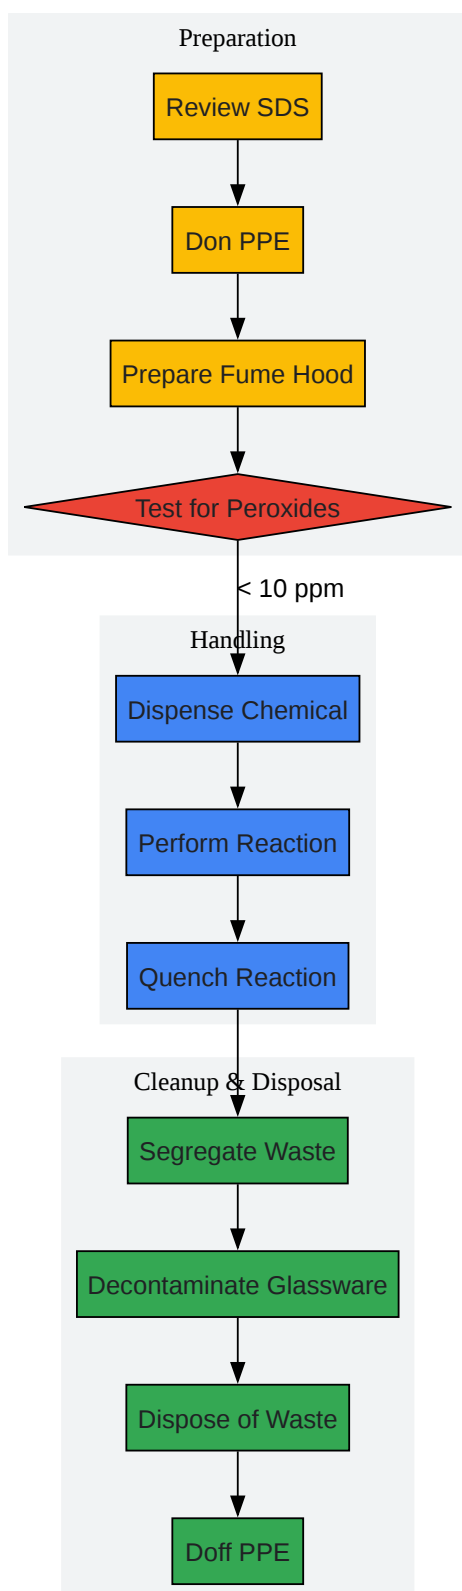 Preparation
Review SDS
Don PPE
Prepare Fume Hood
Test for Peroxides
< 10 ppm
Handling
Dispense Chemical
Perform Reaction
Quench Reaction
Cleanup & Disposal
Segregate Waste
Decontaminate Glassware
Dispose of Waste
Doff PPE